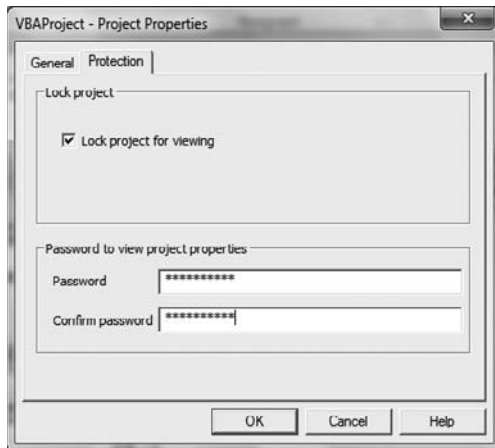 VBAProject - Project Properties
General Protection
Lock project
Lock project for viewing
Password to view project properties
Password **********
Confirm password **********
OK Cancel Help